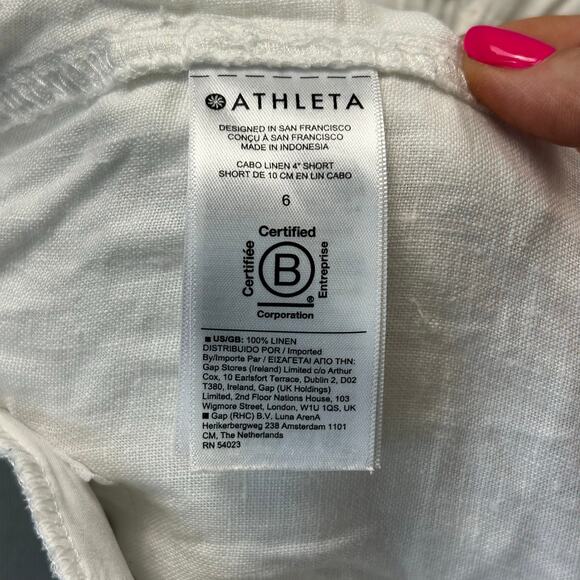 ATHLETA
DESIGNED IN SAN FRANCISCO
CONÇU À SAN FRANCISCO
MADE IN INDONESIA
CABO LINEN 4" SHORT
SHORT DE 10 CM EN LIN CABO
6
Certified
Certifiée
B
Entreprise
®
Corporation
■ US/GB: 100% LINEN
DISTRIBUIDO POR / Imported
By/Importe Par / ΕΙΣΑΓΕΤΑΙ ΑΠΟ ΤΗΝ:
Gap Stores (Ireland) Limited c/o Arthur
Cox, 10 Earlsfort Terrace, Dublin 2, D02
T380, Ireland, Gap (UK Holdings)
Limited, 2nd Floor Nations House, 103
Wigmore Street, London, W1U 1QS, UK
■ Gap (RHC) B.V. Luna ArenA
Herikerbergweg 238 Amsterdam 1101
CM, The Netherlands
RN 54023